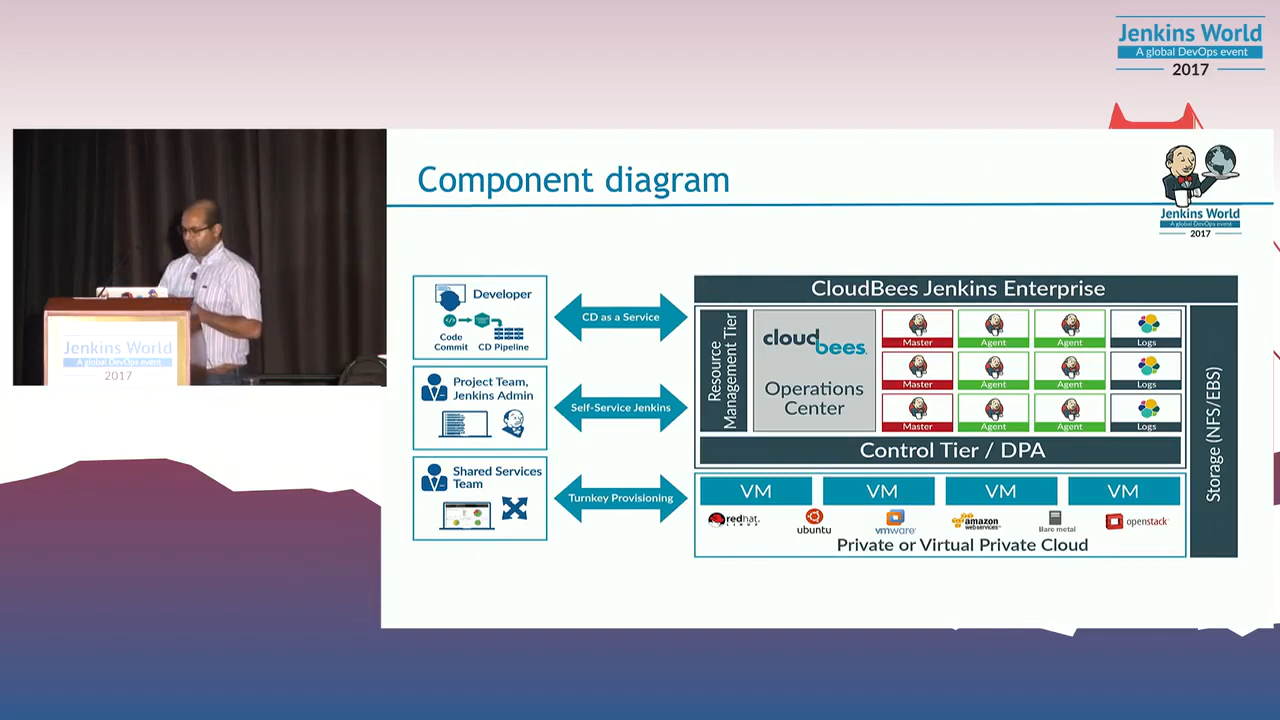 Jenkins World
A global DevOps event
2017
Component diagram
Jenkins World
A global DevOps event
2017
Jenkins World
A global DevOps event
2017
Developer
Code
Commit
CD Pipeline
Project Team,
Jenkins Admin
Shared Services
Team
CD as a Service
Self-Service Jenkins
Turnkey Provisioning
CloudBees Jenkins Enterprise
Resource
Management Tier
cloudbees.
Operations
Center
Master Agent Agent Logs
Master Agent Agent Logs
Master Agent Agent Logs
Control Tier / DPA
VM VM VM VM
redhat. ubuntu vmware amazon webservices Bare metal openstack
Private or Virtual Private Cloud
Storage (NFS/EBS)